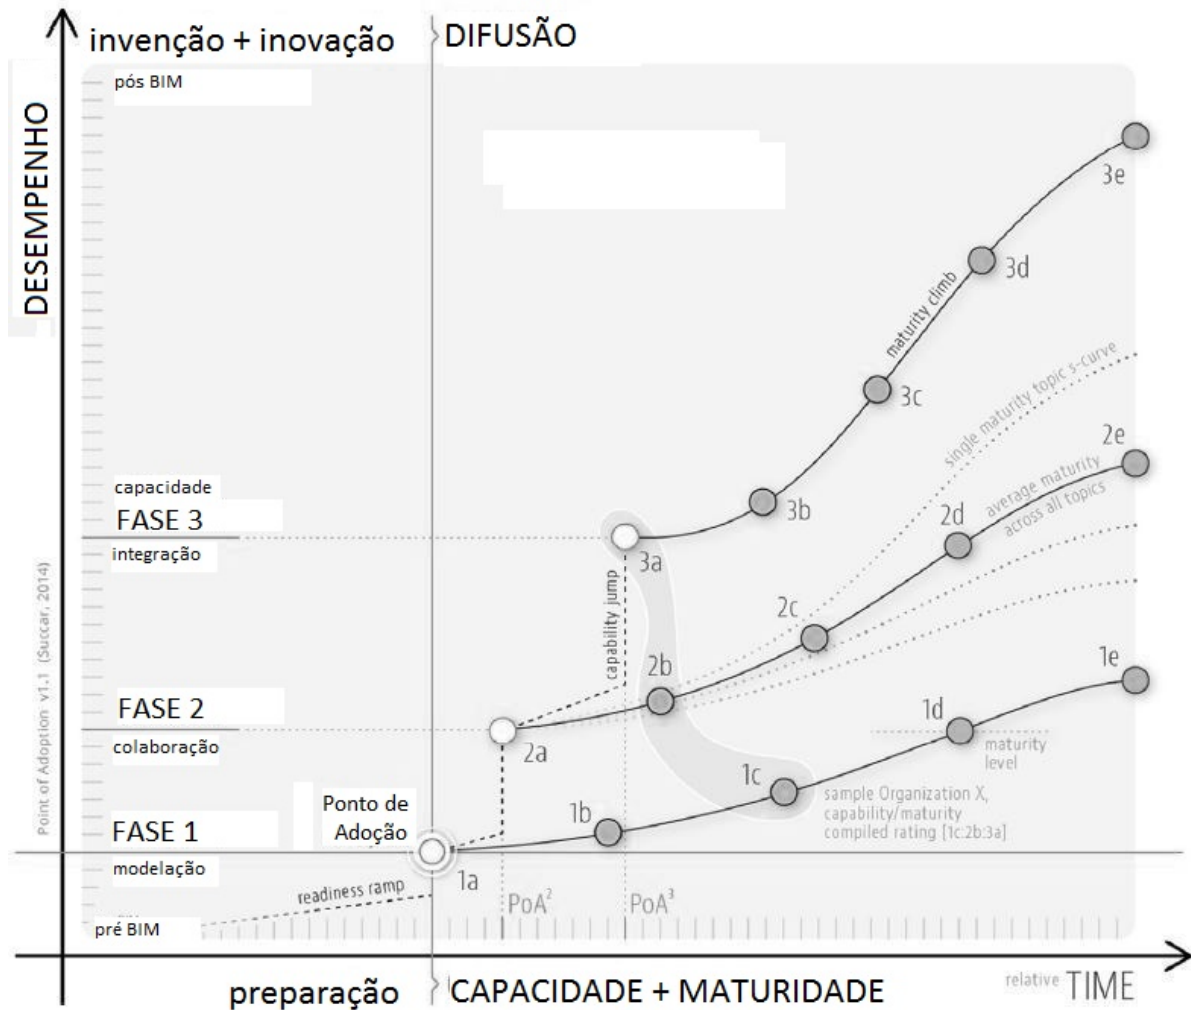 invenção + inovação
DIFUSÃO
pós BIM
DESEMPENHO
3e
3d
maturity climb
3c
single maturity topic s-curve
2e
average maturity
across all topics
capacidade
FASE 3
3b
2d
integração
3a
capability jump
2c
2b
1e
FASE 2
1d
colaboração
2a
maturity
level
1c
Ponto de
Adoção
1b
sample Organization X,
capability/maturity
compiled rating [1c:2b:3a]
FASE 1
modelação
1a
readiness ramp
PoA²
PoA³
pré BIM
Point of Adoption v1.1 (Succar, 2014)
preparação
CAPACIDADE + MATURIDADE
relative TIME